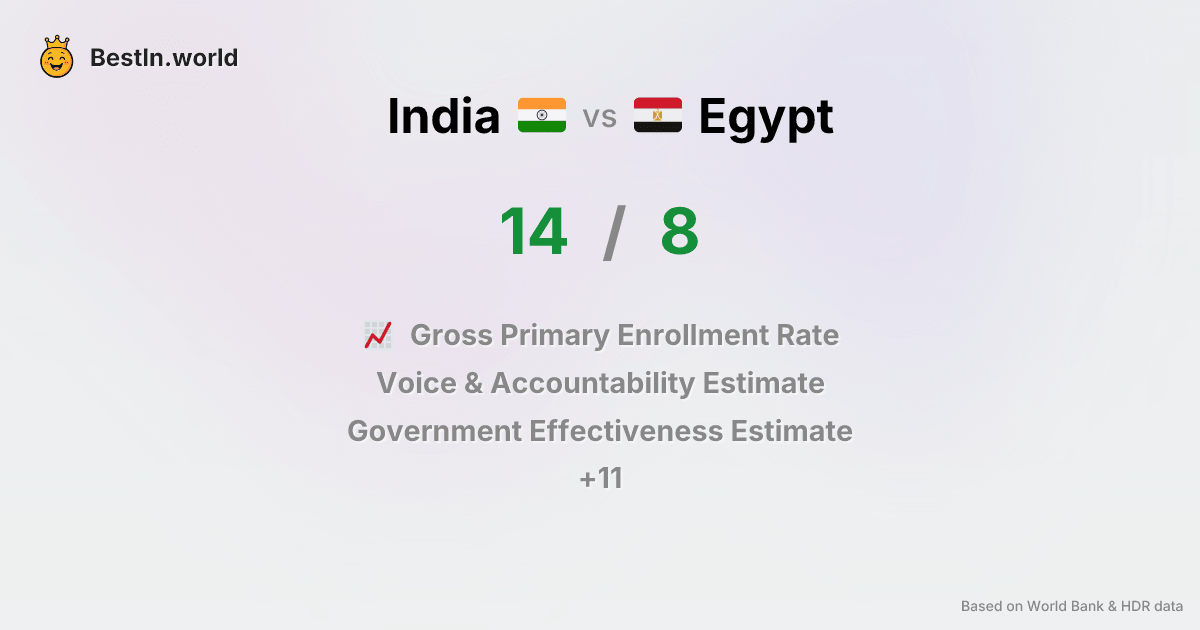 BestIn.world
India vs Egypt
14 / 8
Gross Primary Enrollment Rate
Voice & Accountability Estimate
Government Effectiveness Estimate
+11
Based on World Bank & HDR data